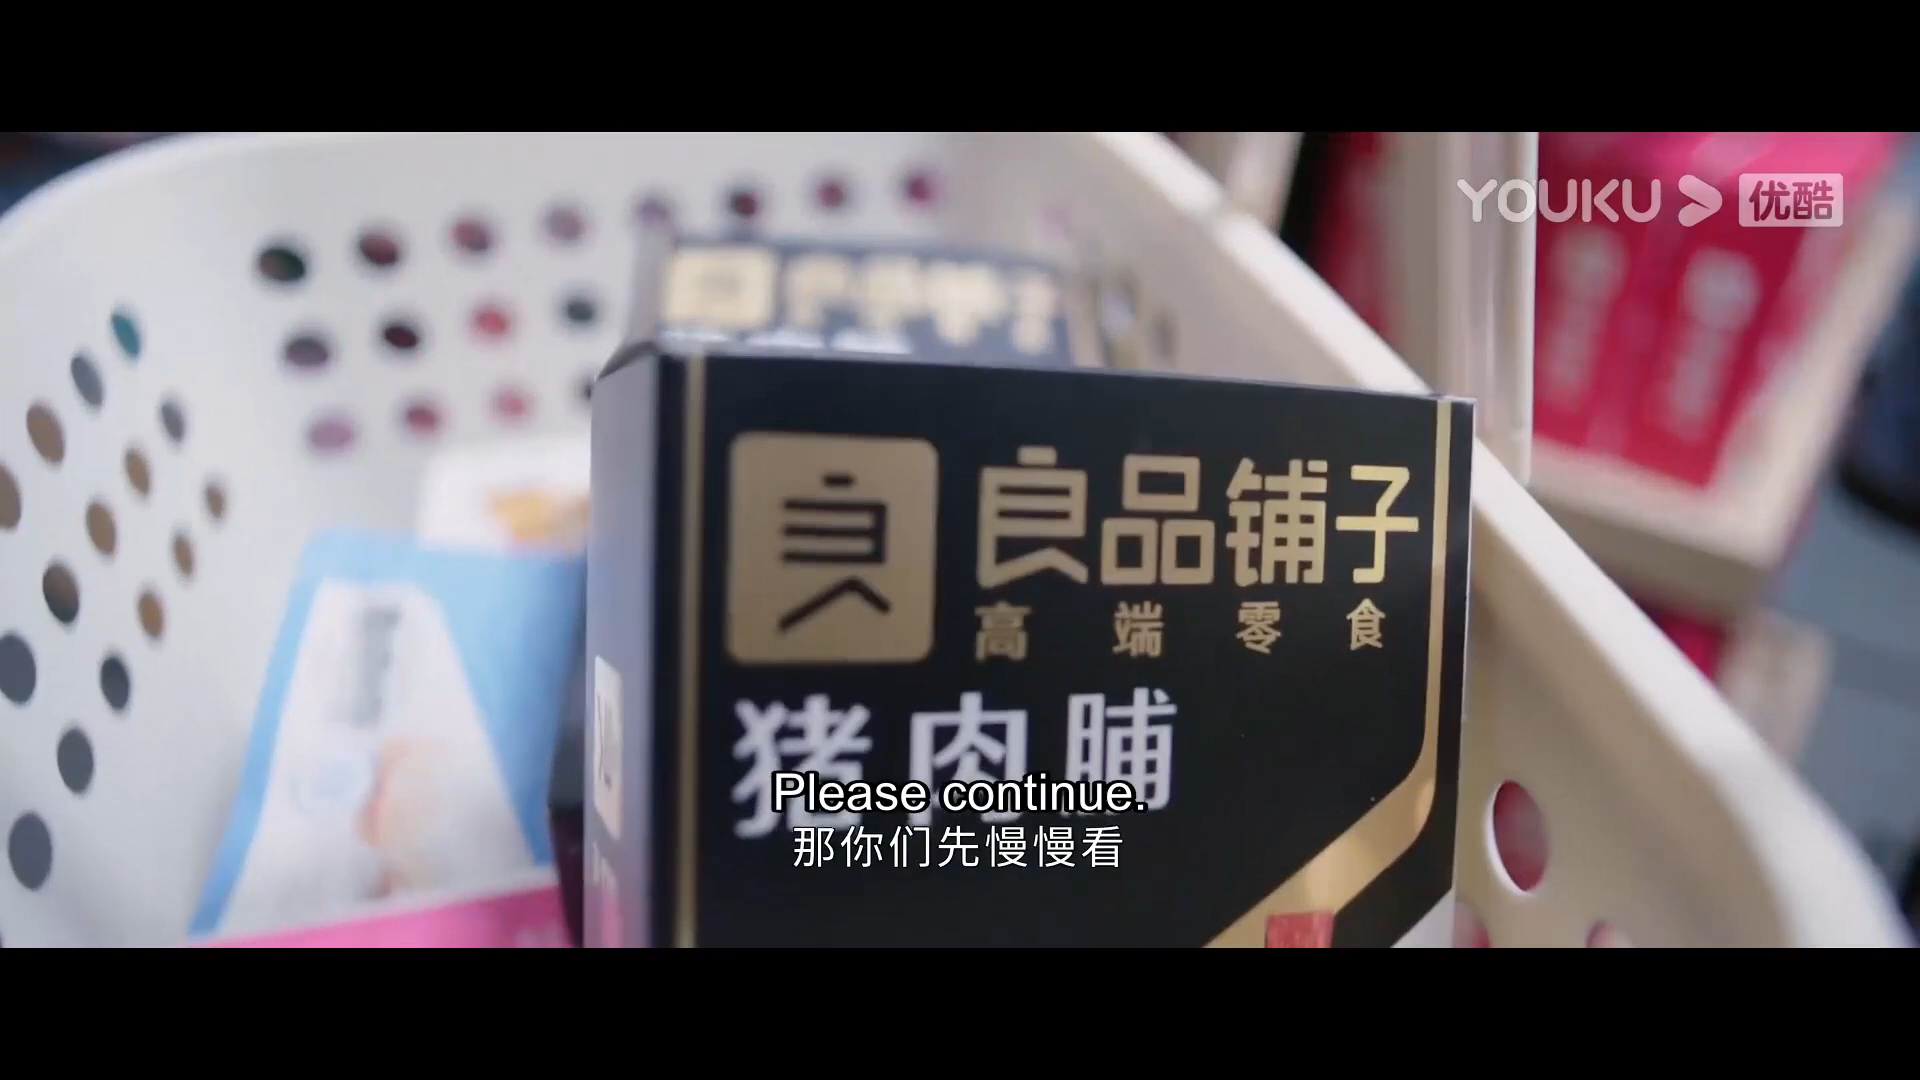 YOUKU 优酷
良 良品铺子
高端零食
猪肉脯
Please continue.
那你们先慢慢看